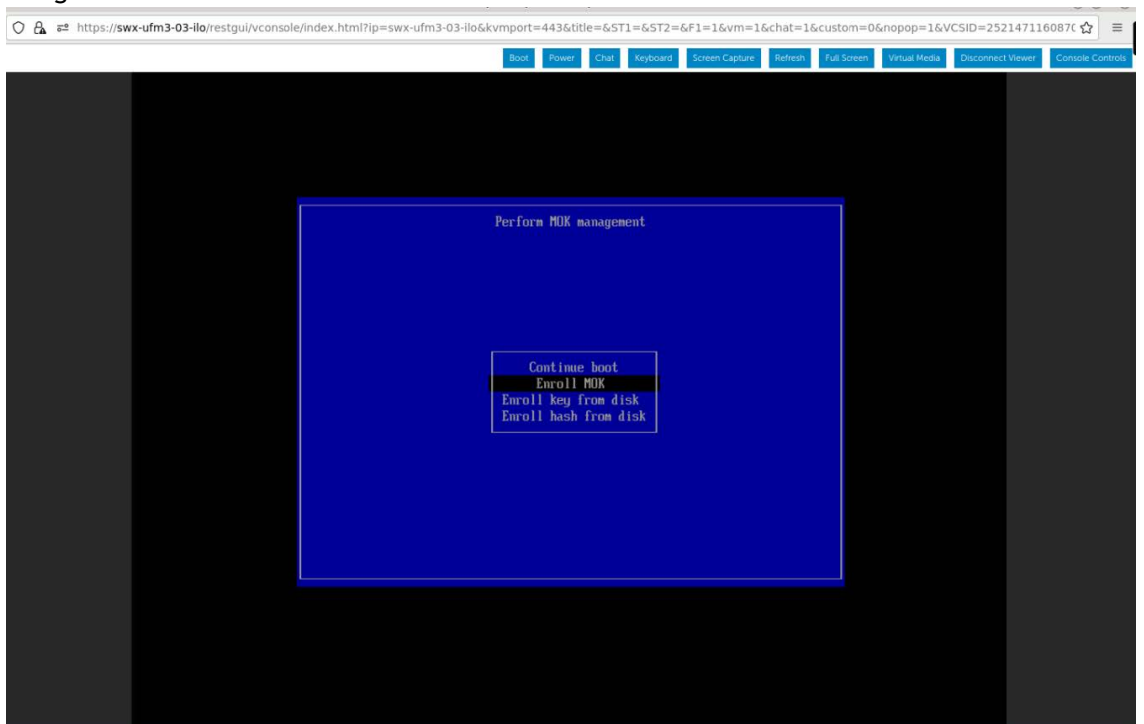 https://swx-ufm3-03-ilo/restgui/vconsole/index.html?ip=swx-ufm3-03-ilo&kvmport=443&title=&ST1=&ST2=&F1=1&vm=1&chat=1&custom=0&nopop=1&VCSID=2521471160870
Boot Power Chat Keyboard Screen Capture Refresh Full Screen Virtual Media Disconnect Viewer Console Controls
Perform MOK management
Continue boot
Enroll MOK
Enroll key from disk
Enroll hash from disk